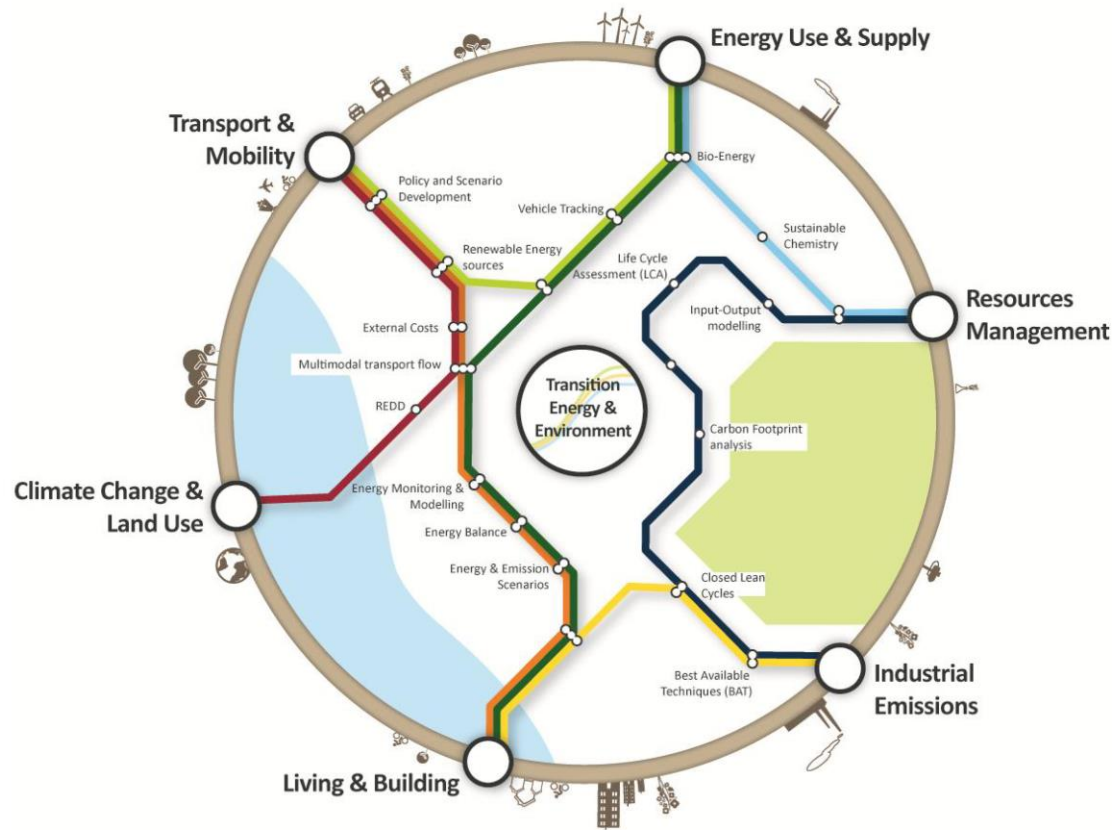 Energy Use & Supply
Transport &
Mobility
Bio-Energy
Policy and Scenario
Development
Vehicle Tracking
Sustainable
Chemistry
Renewable Energy
sources
Life Cycle
Assessment (LCA)
Input-Output
modelling
Resources
Management
External Costs
Multimodal transport flow
Transition
Energy &
Environment
REDD
Carbon Footprint
analysis
Climate Change &
Land Use
Energy Monitoring &
Modelling
Energy Balance
Energy & Emission
Scenarios
Closed Lean
Cycles
Best Available
Techniques (BAT)
Industrial
Emissions
Living & Building